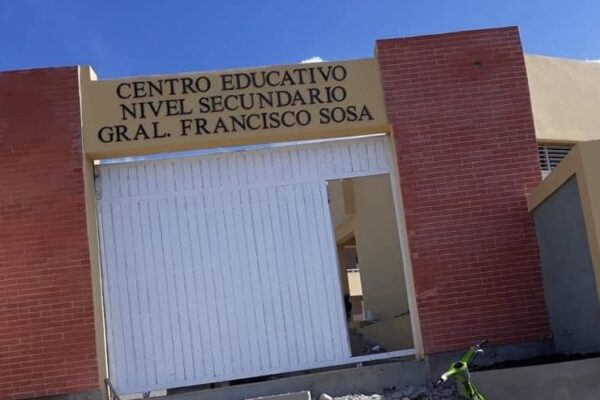 CENTRO EDUCATIVO
NIVEL SECUNDARIO
GRAL. FRANCISCO SOSA